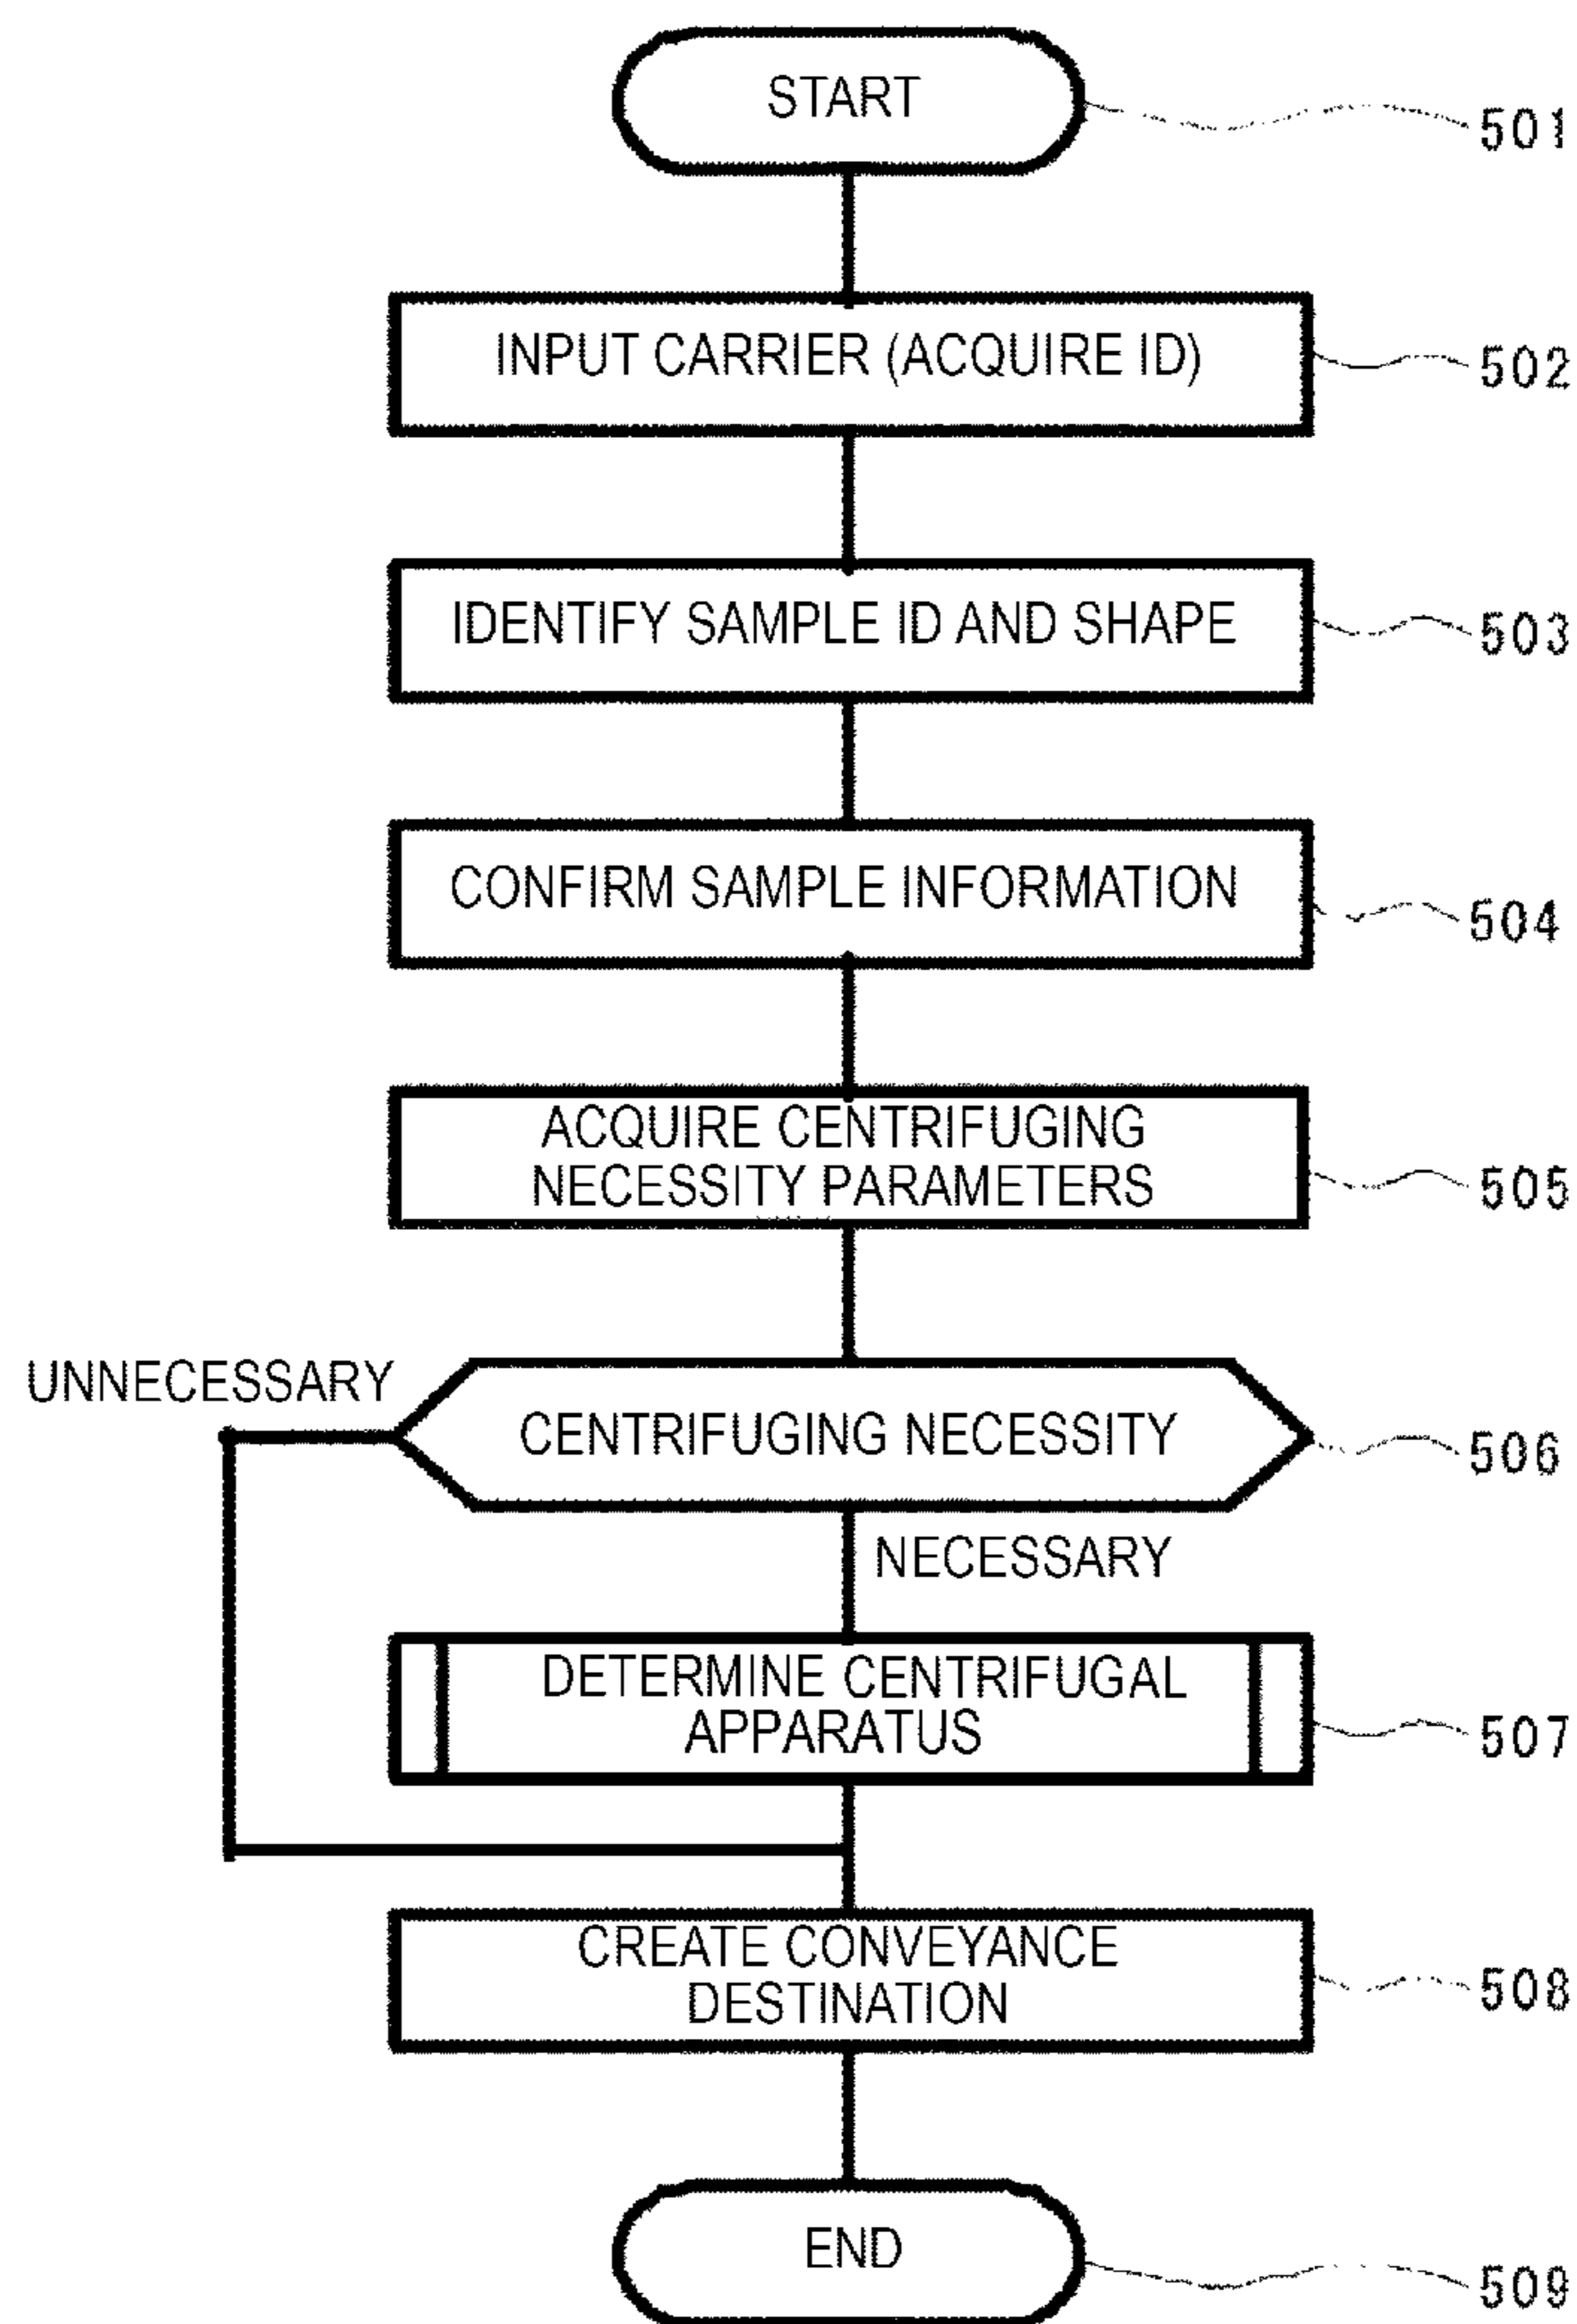 START
501
INPUT CARRIER (ACQUIRE ID)
502
IDENTIFY SAMPLE ID AND SHAPE
503
CONFIRM SAMPLE INFORMATION
504
ACQUIRE CENTRIFUGING
NECESSITY PARAMETERS
505
UNNECESSARY
CENTRIFUGING NECESSITY
506
NECESSARY
DETERMINE CENTRIFUGAL
APPARATUS
507
CREATE CONVEYANCE
DESTINATION
508
END
509